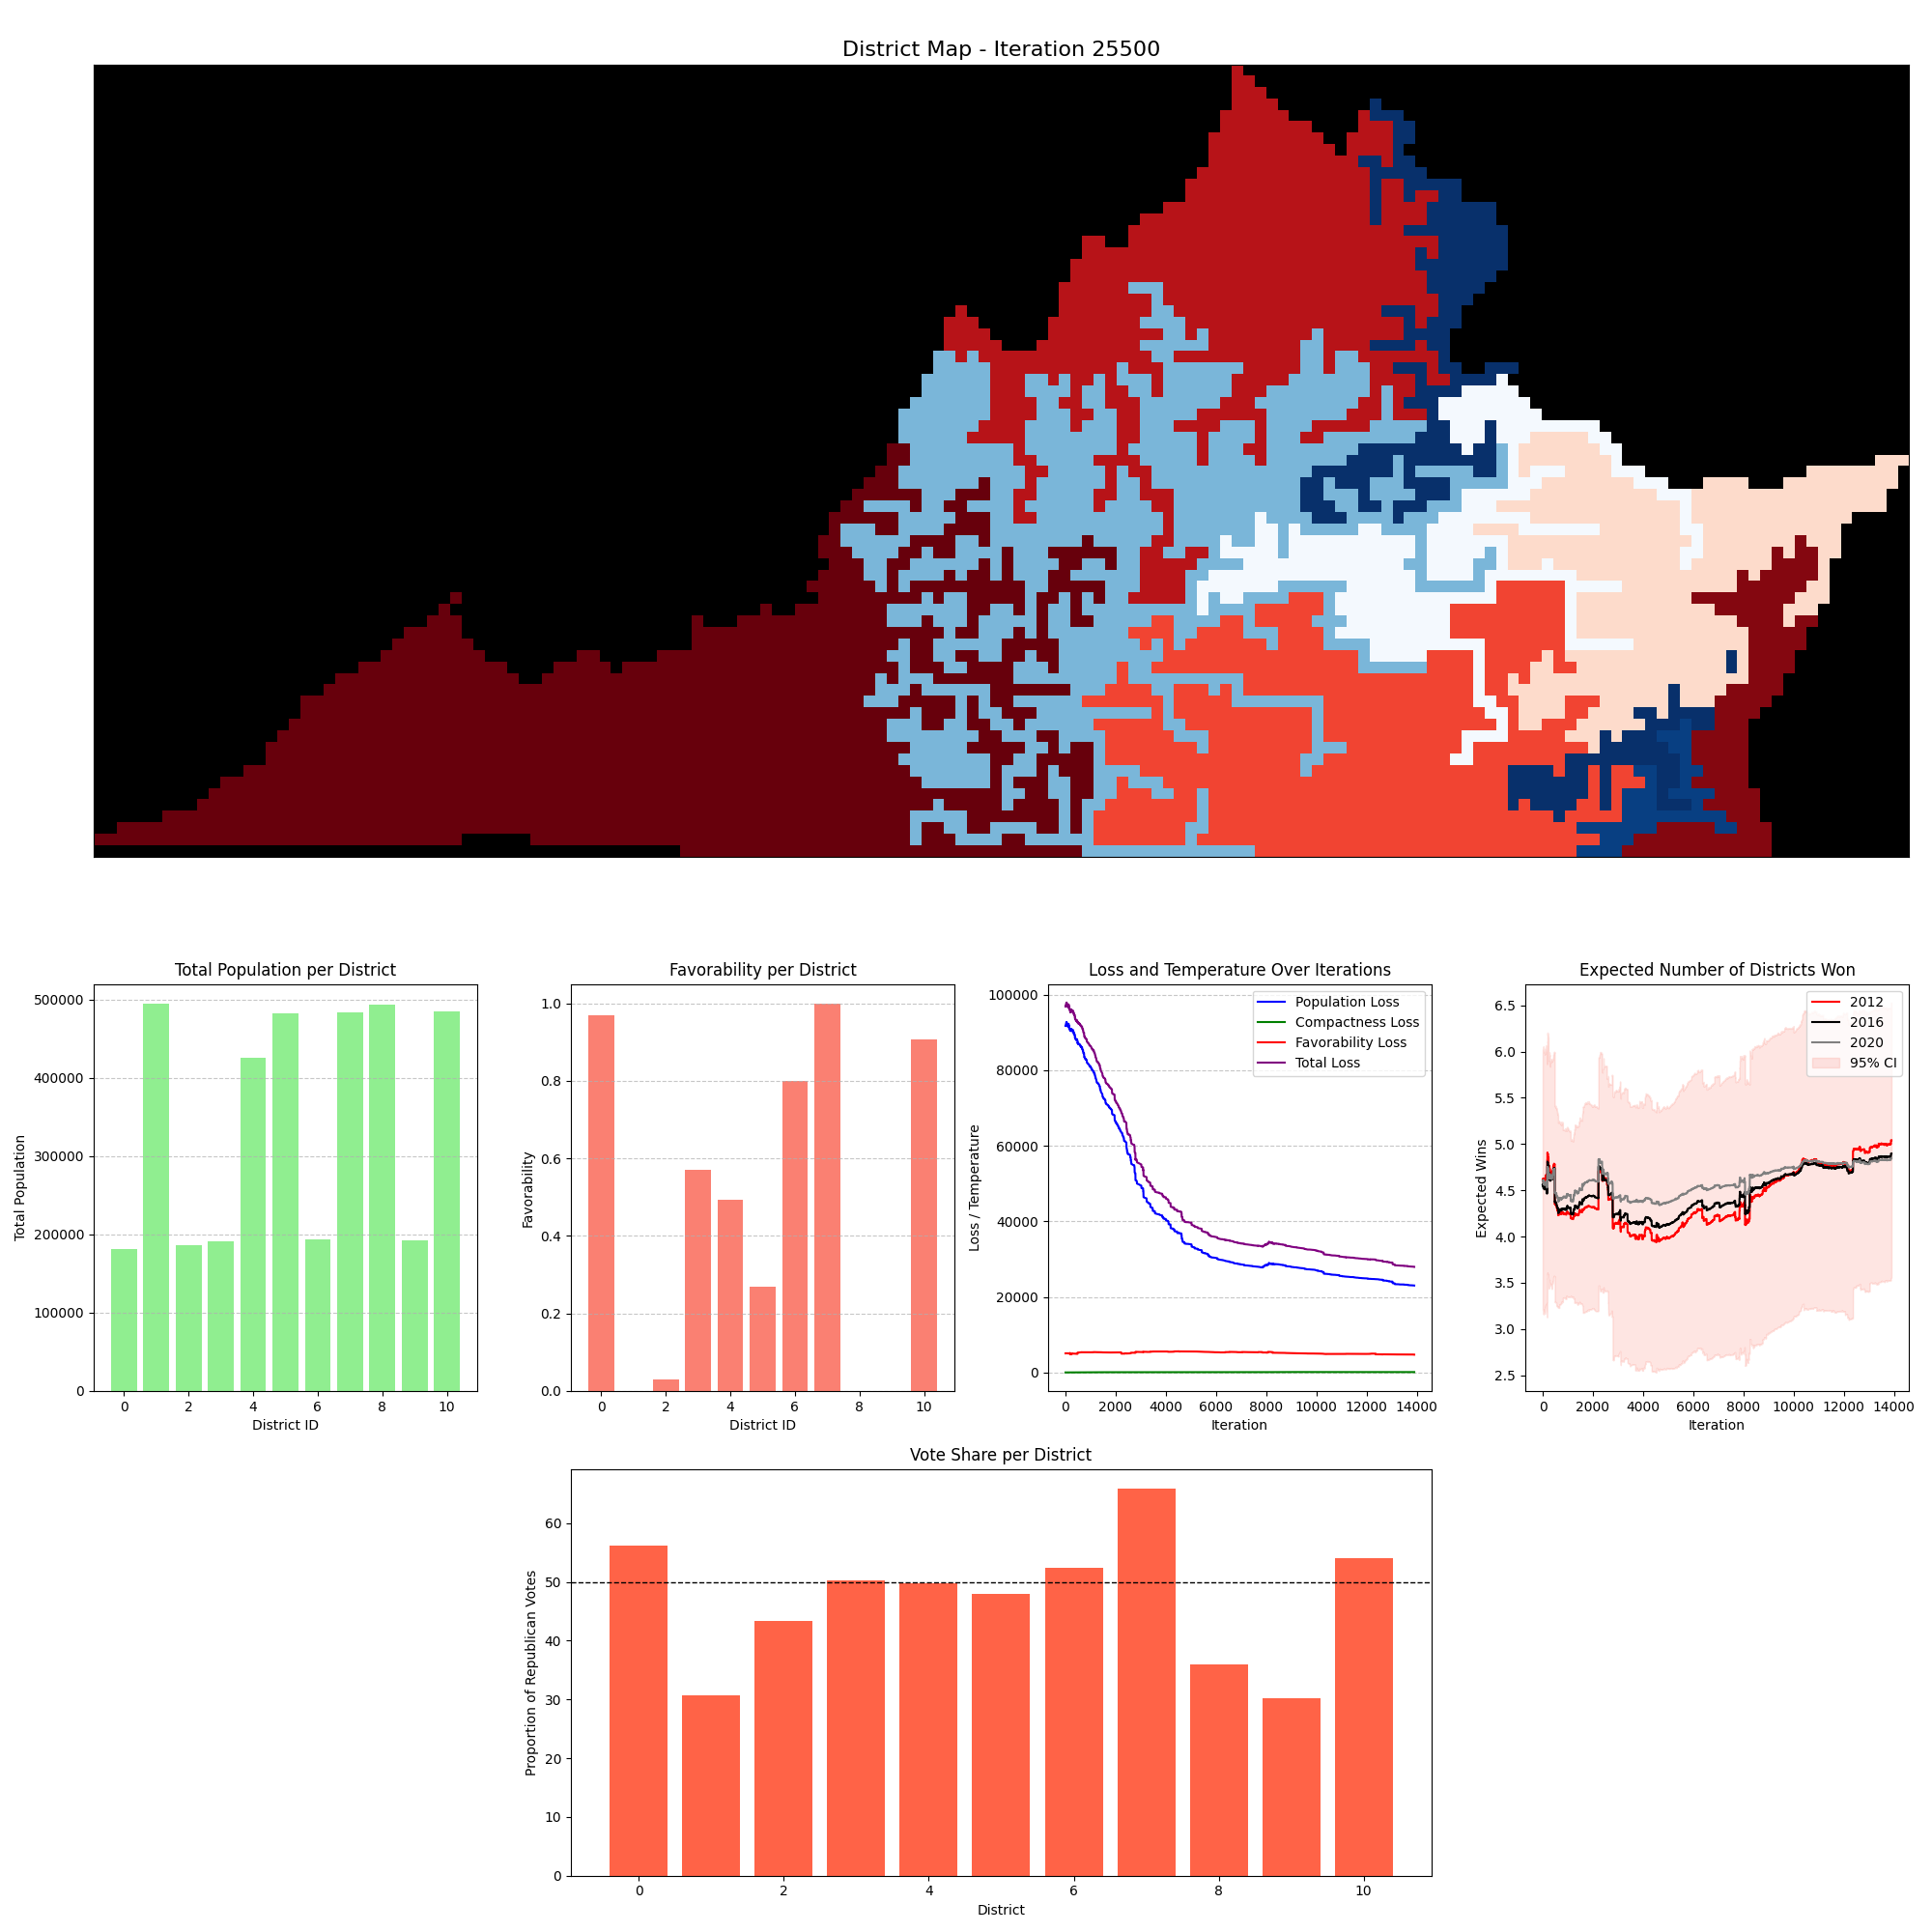 District Map - Iteration 25500
Total Population per District
Total Population
500000
400000
300000
200000
100000
0
0 2 4 6 8 10
District ID
Favorability per District
Favorability
1.0
0.8
0.6
0.4
0.2
0.0
0 2 4 6 8 10
District ID
Loss and Temperature Over Iterations
Loss / Temperature
100000
80000
60000
40000
20000
0
Population Loss
Compactness Loss
Favorability Loss
Total Loss
0 2000 4000 6000 8000 10000 12000 14000
Iteration
Expected Number of Districts Won
Expected Wins
6.5
6.0
5.5
5.0
4.5
4.0
3.5
3.0
2.5
2012
2016
2020
95% CI
0 2000 4000 6000 8000 10000 12000 14000
Iteration
Vote Share per District
Proportion of Republican Votes
60
50
40
30
20
10
0
0 2 4 6 8 10
District